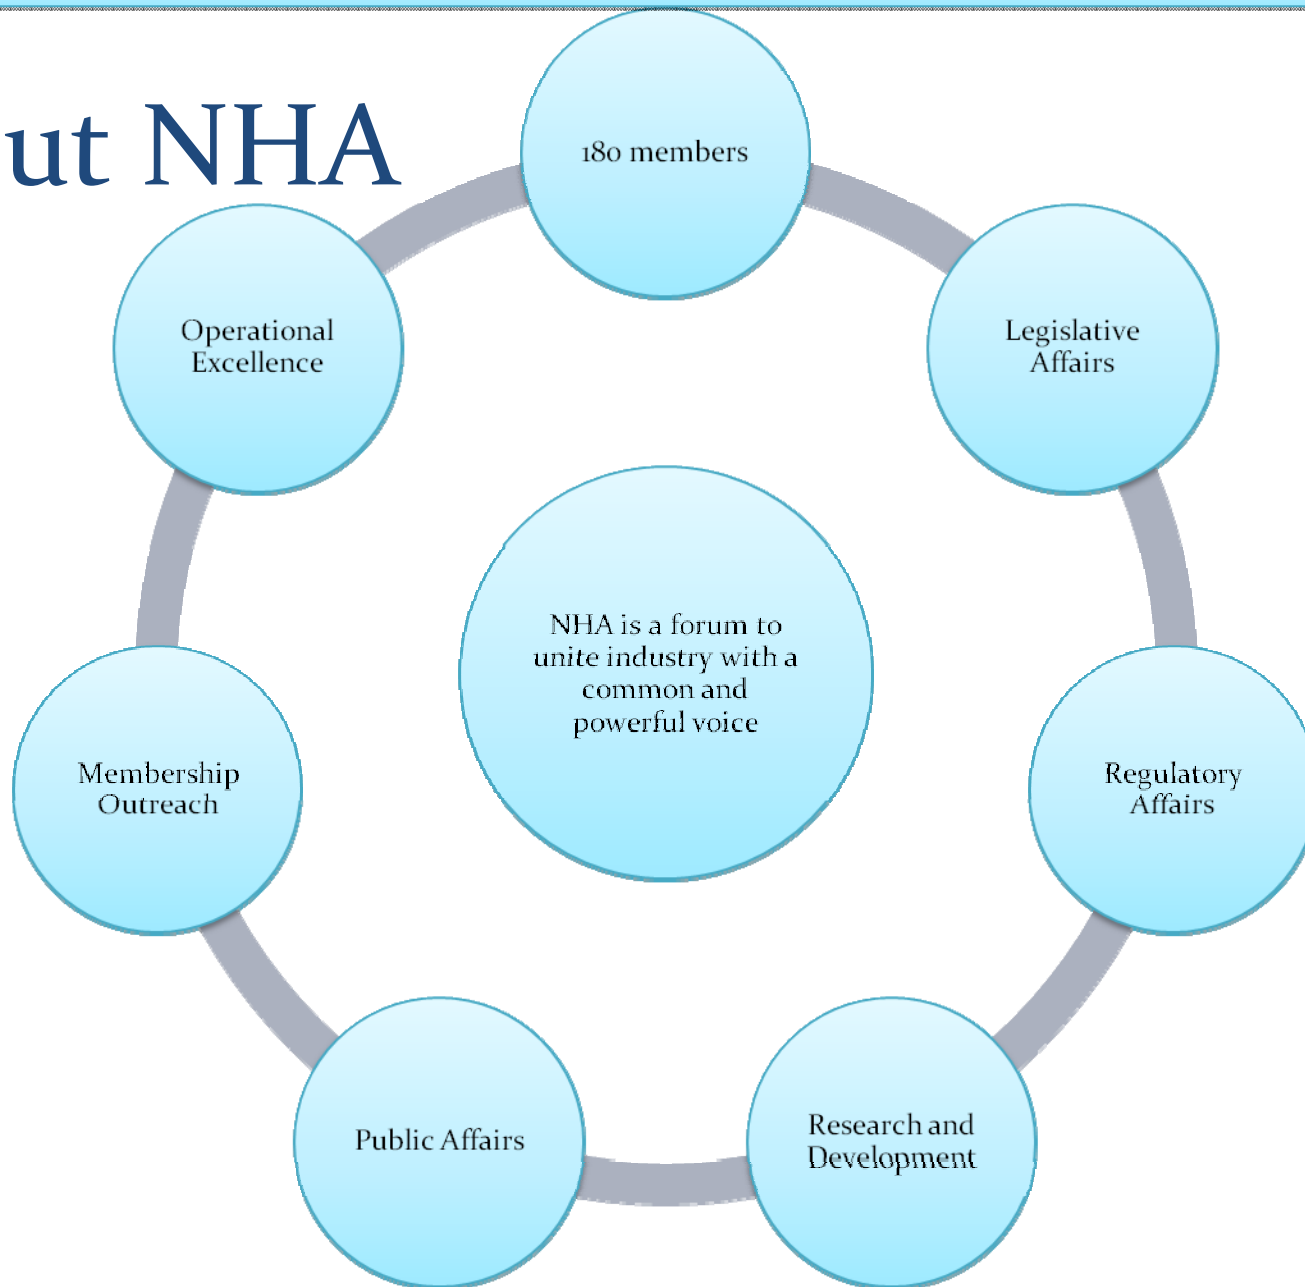 ut NHA
180 members
Operational
Excellence
Legislative
Affairs
NHA is a forum to
unite industry with a
common and
powerful voice
Membership
Outreach
Regulatory
Affairs
Public Affairs
Research and
Development